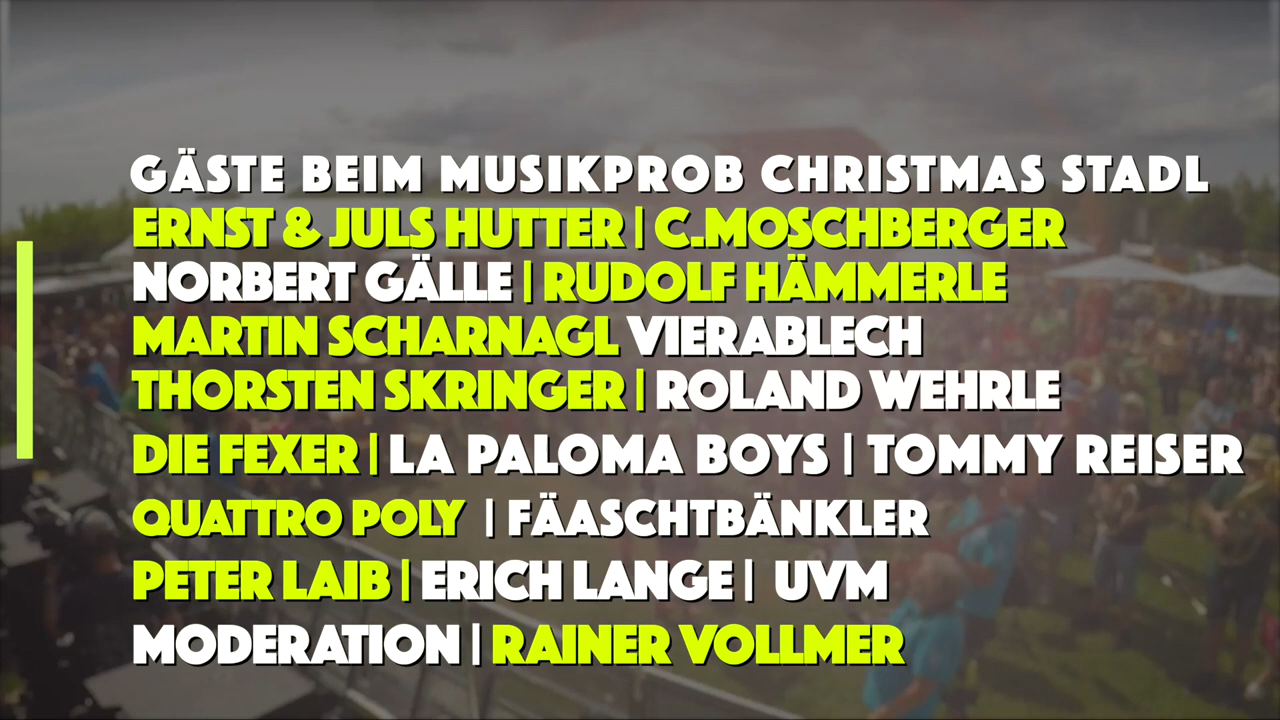 GÄSTE BEIM MUSIKPROB CHRISTMAS STADL
ERNST & JULS HUTTER | C.MOSCHBERGER
NORBERT GÄLLE | RUDOLF HÄMMERLE
MARTIN SCHARNAGL VIERABLECH
THORSTEN SKRINGER | ROLAND WEHRLE
DIE FEXER | LA PALOMA BOYS | TOMMY REISER
QUATTRO POLY | FÄASCHTBÄNKLER
PETER LAIB | ERICH LANGE | UVM
MODERATION | RAINER VOLLMER